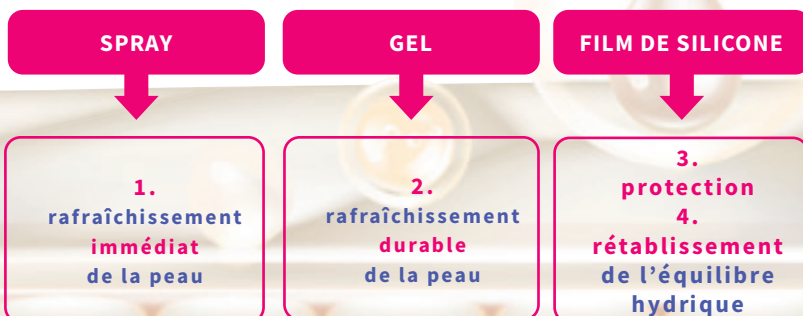 SPRAY
GEL
FILM DE SILICONE
1.
rafraîchissement
immédiat
de la peau
2.
rafraîchissement
durable
de la peau
3.
protection
4.
rétablissement
de l’équilibre
hydrique